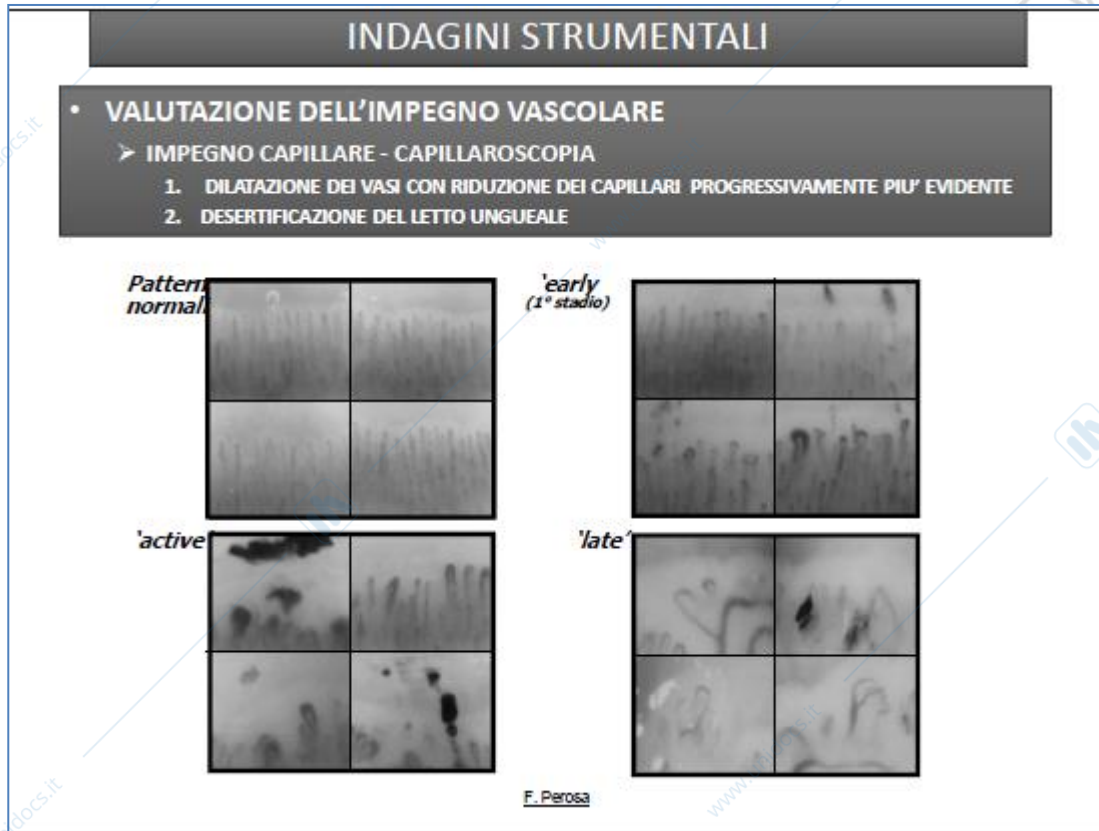 INDAGINI STRUMENTALI
• VALUTAZIONE DELL'IMPEGNO VASCOLARE
➢ IMPEGNO CAPILLARE - CAPILLAROSCOPIA
1. DILATAZIONE DEI VASI CON RIDUZIONE DEI CAPILLARI PROGRESSIVAMENTE PIU' EVIDENTE
2. DESERTIFICAZIONE DEL LETTO UNGUEALE
Pattern
normali
'early
(1° stadio)
'active'
'late'
F. Perosa